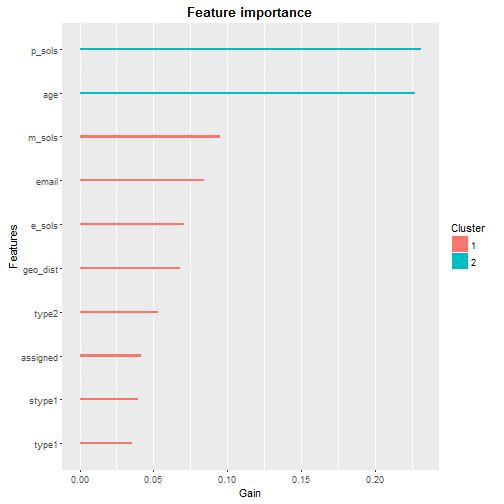 Feature importance
p_sols
age
m_sols
email
e_sols
geo_dist
type2
assigned
stype1
type1
Features
0.00 0.05 0.10 0.15 0.20
Gain
Cluster
1
2